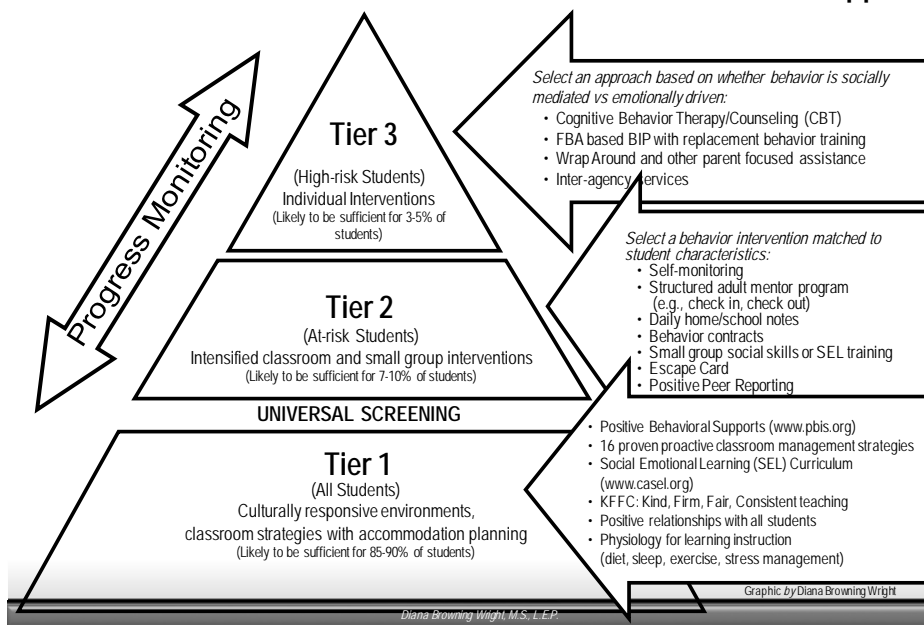 Progress Monitoring
Tier 3
(High-risk Students)
Individual Interventions
(Likely to be sufficient for 3-5% of
students)
Select an approach based on whether behavior is socially
mediated vs emotionally driven:
• Cognitive Behavior Therapy/Counseling (CBT)
• FBA based BIP with replacement behavior training
• Wrap Around and other parent focused assistance
• Inter-agency services
Tier 2
(At-risk Students)
Intensified classroom and small group interventions
(Likely to be sufficient for 7-10% of students)
Select a behavior intervention matched to
student characteristics:
• Self-monitoring
• Structured adult mentor program
(e.g., check in, check out)
• Daily home/school notes
• Behavior contracts
• Small group social skills or SEL training
• Escape Card
• Positive Peer Reporting
UNIVERSAL SCREENING
Tier 1
(All Students)
Culturally responsive environments,
classroom strategies with accommodation planning
(Likely to be sufficient for 85-90% of students)
• Positive Behavioral Supports (www.pbis.org)
• 16 proven proactive classroom management strategies
• Social Emotional Learning (SEL) Curriculum
(www.casel.org)
• KFFC: Kind, Firm, Fair, Consistent teaching
• Positive relationships with all students
• Physiology for learning instruction
(diet, sleep, exercise, stress management)
Graphic by Diana Browning Wright
Diana Browning Wright, M.S., L.E.P.